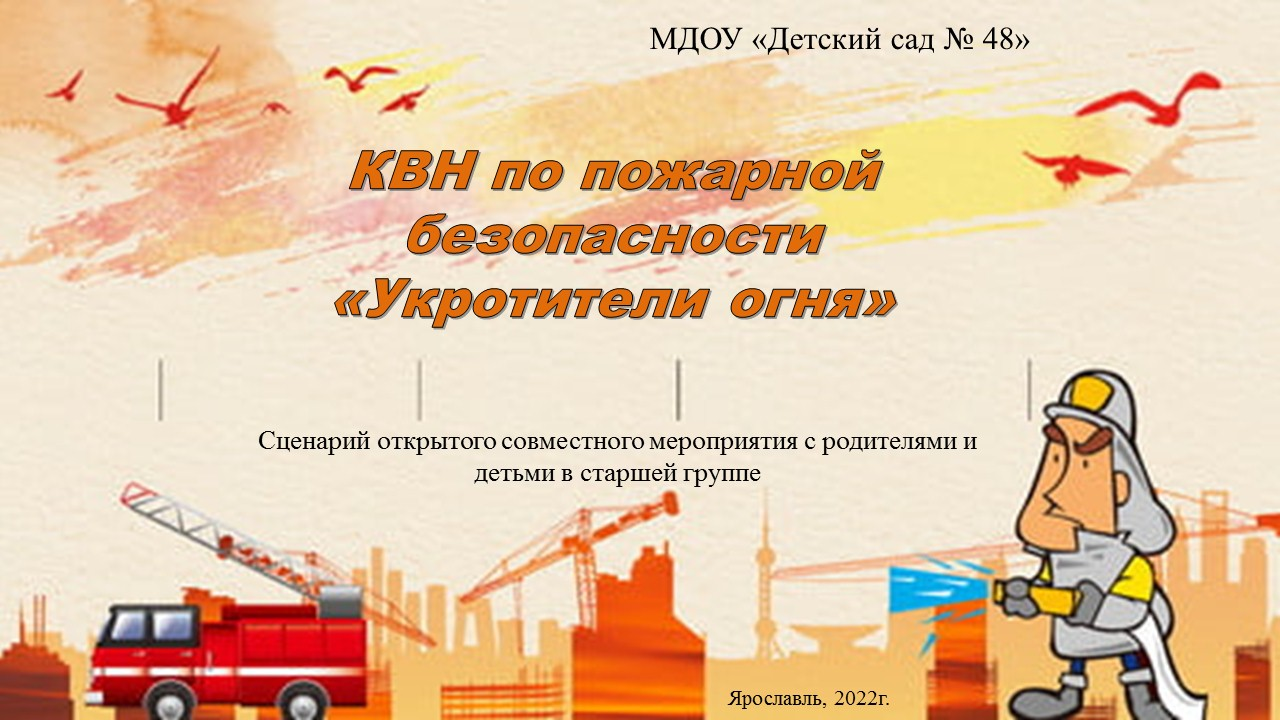 МДОУ «Детский сад № 48»
КВН по пожарной
безопасности
«Укротители огня»
Сценарий открытого совместного мероприятия с родителями и
детьми в старшей группе
Ярославль, 2022г.